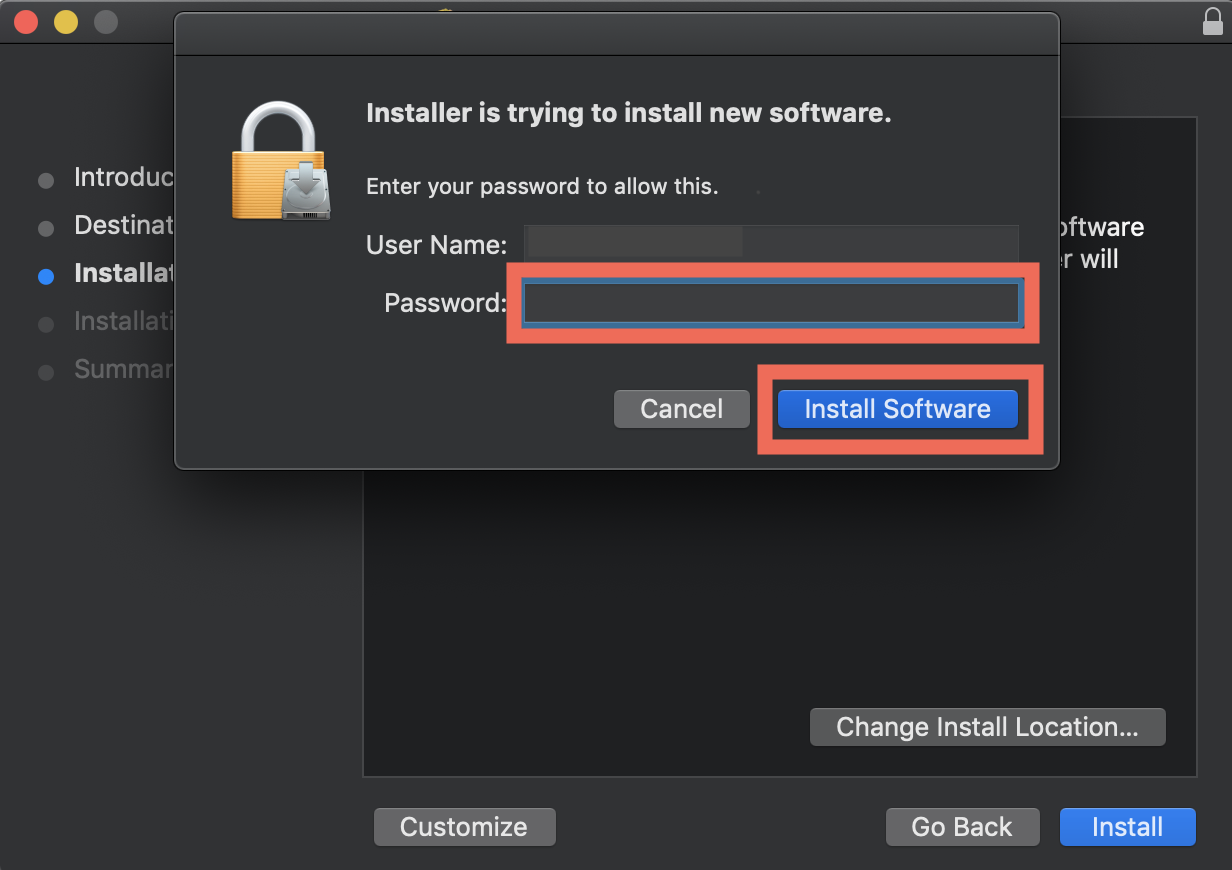 Installer is trying to install new software.
Enter your password to allow this.
User Name:
Password:
Cancel
Install Software
Introduc
Destinat
Installat
Installati
Summar
oftware
r will
Change Install Location...
Customize
Go Back
Install